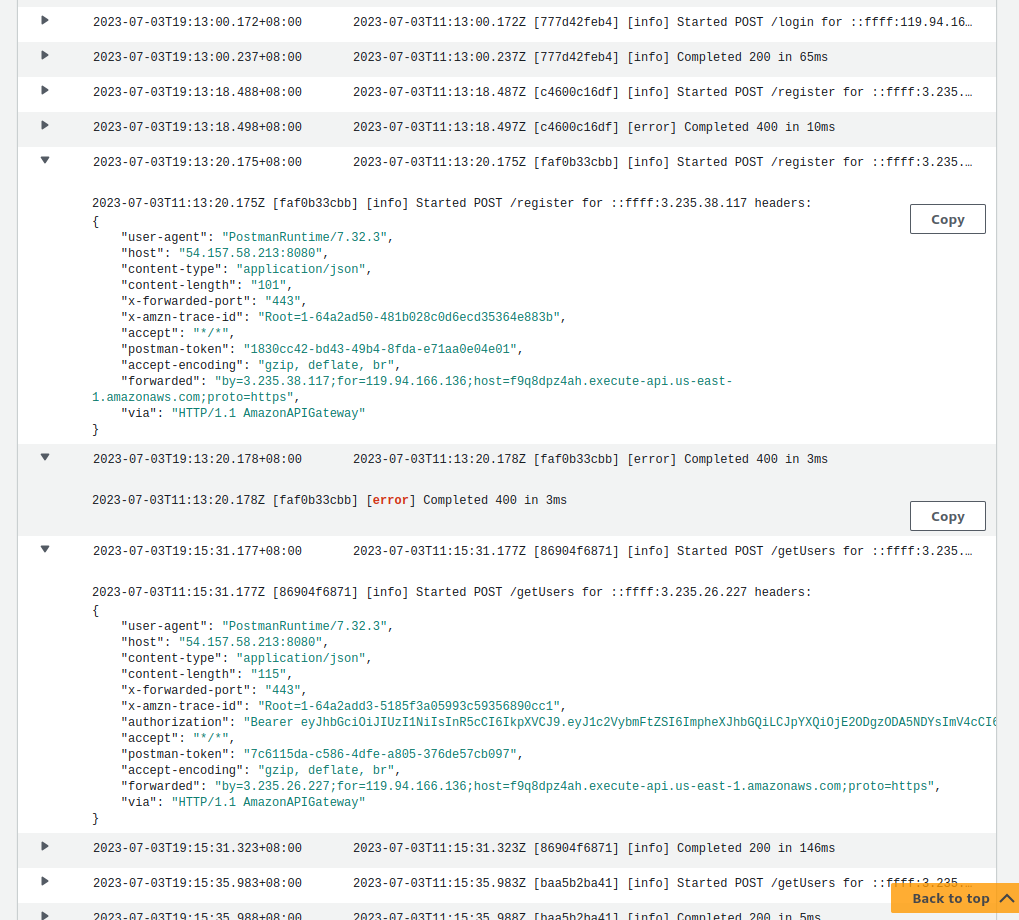 2023-07-03T19:13:00.172+08:00 2023-07-03T11:13:00.172Z [777d42feb4] [info] Started POST /login for ::ffff:119.94.16…
2023-07-03T19:13:00.237+08:00 2023-07-03T11:13:00.237Z [777d42feb4] [info] Completed 200 in 65ms
2023-07-03T19:13:18.488+08:00 2023-07-03T11:13:18.487Z [c4600c16df] [info] Started POST /register for ::ffff:3.235.…
2023-07-03T19:13:18.498+08:00 2023-07-03T11:13:18.497Z [c4600c16df] [error] Completed 400 in 10ms
2023-07-03T19:13:20.175+08:00 2023-07-03T11:13:20.175Z [faf0b33cbb] [info] Started POST /register for ::ffff:3.235.…
2023-07-03T11:13:20.175Z [faf0b33cbb] [info] Started POST /register for ::ffff:3.235.38.117 headers:
Copy
{
"user-agent": "PostmanRuntime/7.32.3",
"host": "54.157.58.213:8080",
"content-type": "application/json",
"content-length": "101",
"x-forwarded-port": "443",
"x-amzn-trace-id": "Root=1-64a2ad50-481b028c0d6ecd35364e883b",
"accept": "*/*",
"postman-token": "1830cc42-bd43-49b4-8fda-e71aa0e04e01",
"accept-encoding": "gzip, deflate, br",
"forwarded": "by=3.235.38.117;for=119.94.166.136;host=f9q8dpz4ah.execute-api.us-east-
1.amazonaws.com;proto=https",
"via": "HTTP/1.1 AmazonAPIGateway"
}
2023-07-03T19:13:20.178+08:00 2023-07-03T11:13:20.178Z [faf0b33cbb] [error] Completed 400 in 3ms
2023-07-03T11:13:20.178Z [faf0b33cbb] [error] Completed 400 in 3ms
Copy
2023-07-03T19:15:31.177+08:00 2023-07-03T11:15:31.177Z [86904f6871] [info] Started POST /getUsers for ::ffff:3.235.…
2023-07-03T11:15:31.177Z [86904f6871] [info] Started POST /getUsers for ::ffff:3.235.26.227 headers:
{
"user-agent": "PostmanRuntime/7.32.3",
"host": "54.157.58.213:8080",
"content-type": "application/json",
"content-length": "115",
"x-forwarded-port": "443",
"x-amzn-trace-id": "Root=1-64a2add3-5185f3a05993c59356890cc1",
"authorization": "Bearer eyJhbGciOiJIUzI1NiIsInR5cCI6IkpXVCJ9.eyJ1c2VybmFtZSI6ImpheXJhbGQiLCJpYXQiOjE2ODgzODA5NDYsImV4cCI6
"accept": "*/*",
"postman-token": "7c6115da-c586-4dfe-a805-376de57cb097",
"accept-encoding": "gzip, deflate, br",
"forwarded": "by=3.235.26.227;for=119.94.166.136;host=f9q8dpz4ah.execute-api.us-east-1.amazonaws.com;proto=https",
"via": "HTTP/1.1 AmazonAPIGateway"
}
2023-07-03T19:15:31.323+08:00 2023-07-03T11:15:31.323Z [86904f6871] [info] Completed 200 in 146ms
2023-07-03T19:15:35.983+08:00 2023-07-03T11:15:35.983Z [baa5b2ba41] [info] Started POST /getUsers for ::ffff:3.235.…
Back to top
2023-07-03T19:15:35.988+08:00 2023-07-03T11:15:35.988Z [baa5b2ba41] [info] Completed 200 in 5ms